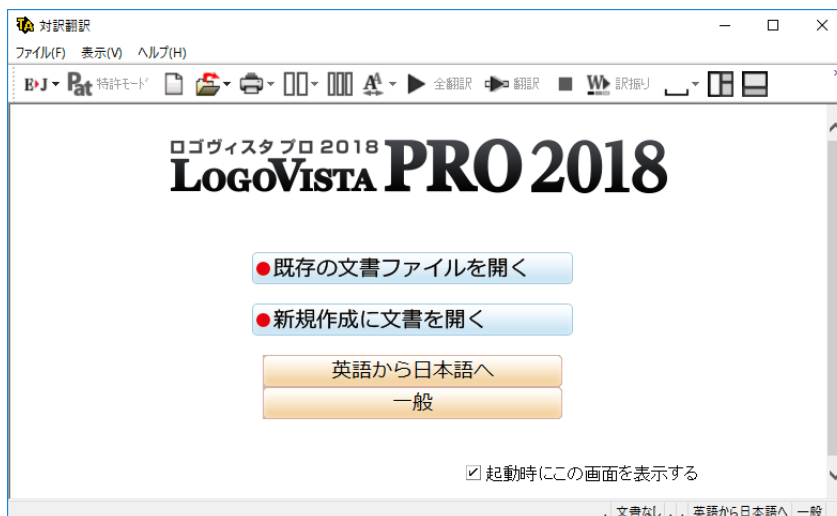 対訳翻訳
ファイル(F) 表示(V) ヘルプ(H)
E▸J Pat 特許モード A A 全翻訳 翻訳 W 訳振り
ロゴヴィスタ プロ 2018
LOGOVISTA PRO 2018
●既存の文書ファイルを開く
●新規作成に文書を開く
英語から日本語へ
一般
起動時にこの画面を表示する
文書なし 英語から日本語へ 一般